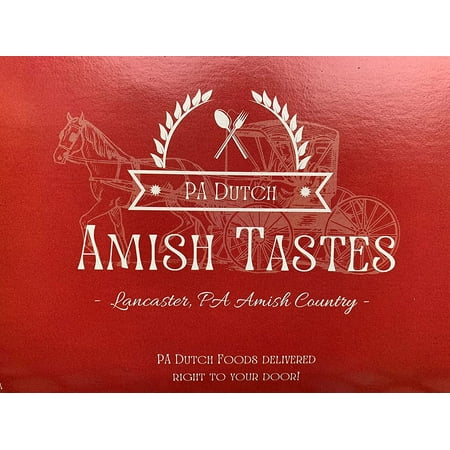 PA Dutch
Amish Tastes
- Lancaster, PA Amish Country -
PA Dutch Foods delivered
right to your door!